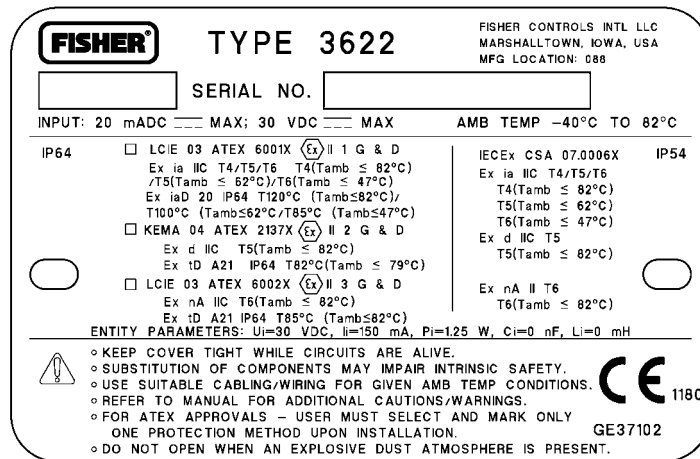 FISHER®
TYPE 3622
FISHER CONTROLS INTL LLC
MARSHALLTOWN, IOWA, USA
MFG LOCATION: 088
SERIAL NO.
INPUT: 20 mADC MAX; 30 VDC MAX
AMB TEMP -40°C TO 82°C
IP64
LCIE 03 ATEX 6001X Ex II 1 G & D
Ex ia IIC T4/T5/T6 T4(Tamb ≤ 82°C)
/T5(Tamb ≤ 62°C)/T6(Tamb ≤ 47°C)
Ex iaD 20 IP64 T120°C (Tamb≤82°C)/
T100°C (Tamb≤62°C/T85°C (Tamb≤47°C)
KEMA 04 ATEX 2137X Ex II 2 G & D
Ex d IIC T5(Tamb ≤ 82°C)
Ex tD A21 IP64 T82°C(Tamb ≤ 79°C)
LCIE 03 ATEX 6002X Ex II 3 G & D
Ex nA IIC T6(Tamb ≤ 82°C)
Ex tD A21 IP64 T85°C (Tamb≤82°C)
IECEx CSA 07.0006X
IP54
Ex ia IIC T4/T5/T6
T4(Tamb ≤ 82°C)
T5(Tamb ≤ 62°C)
T6(Tamb ≤ 47°C)
Ex d IIC T5
T5(Tamb ≤ 82°C)
Ex nA II T6
T6(Tamb ≤ 82°C)
ENTITY PARAMETERS: Ui=30 VDC, Ii=150 mA, Pi=1.25 W, Ci=0 nF, Li=0 mH
∘ KEEP COVER TIGHT WHILE CIRCUITS ARE ALIVE.
∘ SUBSTITUTION OF COMPONENTS MAY IMPAIR INTRINSIC SAFETY.
∘ USE SUITABLE CABLING/WIRING FOR GIVEN AMB TEMP CONDITIONS.
∘ REFER TO MANUAL FOR ADDITIONAL CAUTIONS/WARNINGS.
∘ FOR ATEX APPROVALS - USER MUST SELECT AND MARK ONLY
ONE PROTECTION METHOD UPON INSTALLATION.
∘ DO NOT OPEN WHEN AN EXPLOSIVE DUST ATMOSPHERE IS PRESENT.
CE 1180
GE37102